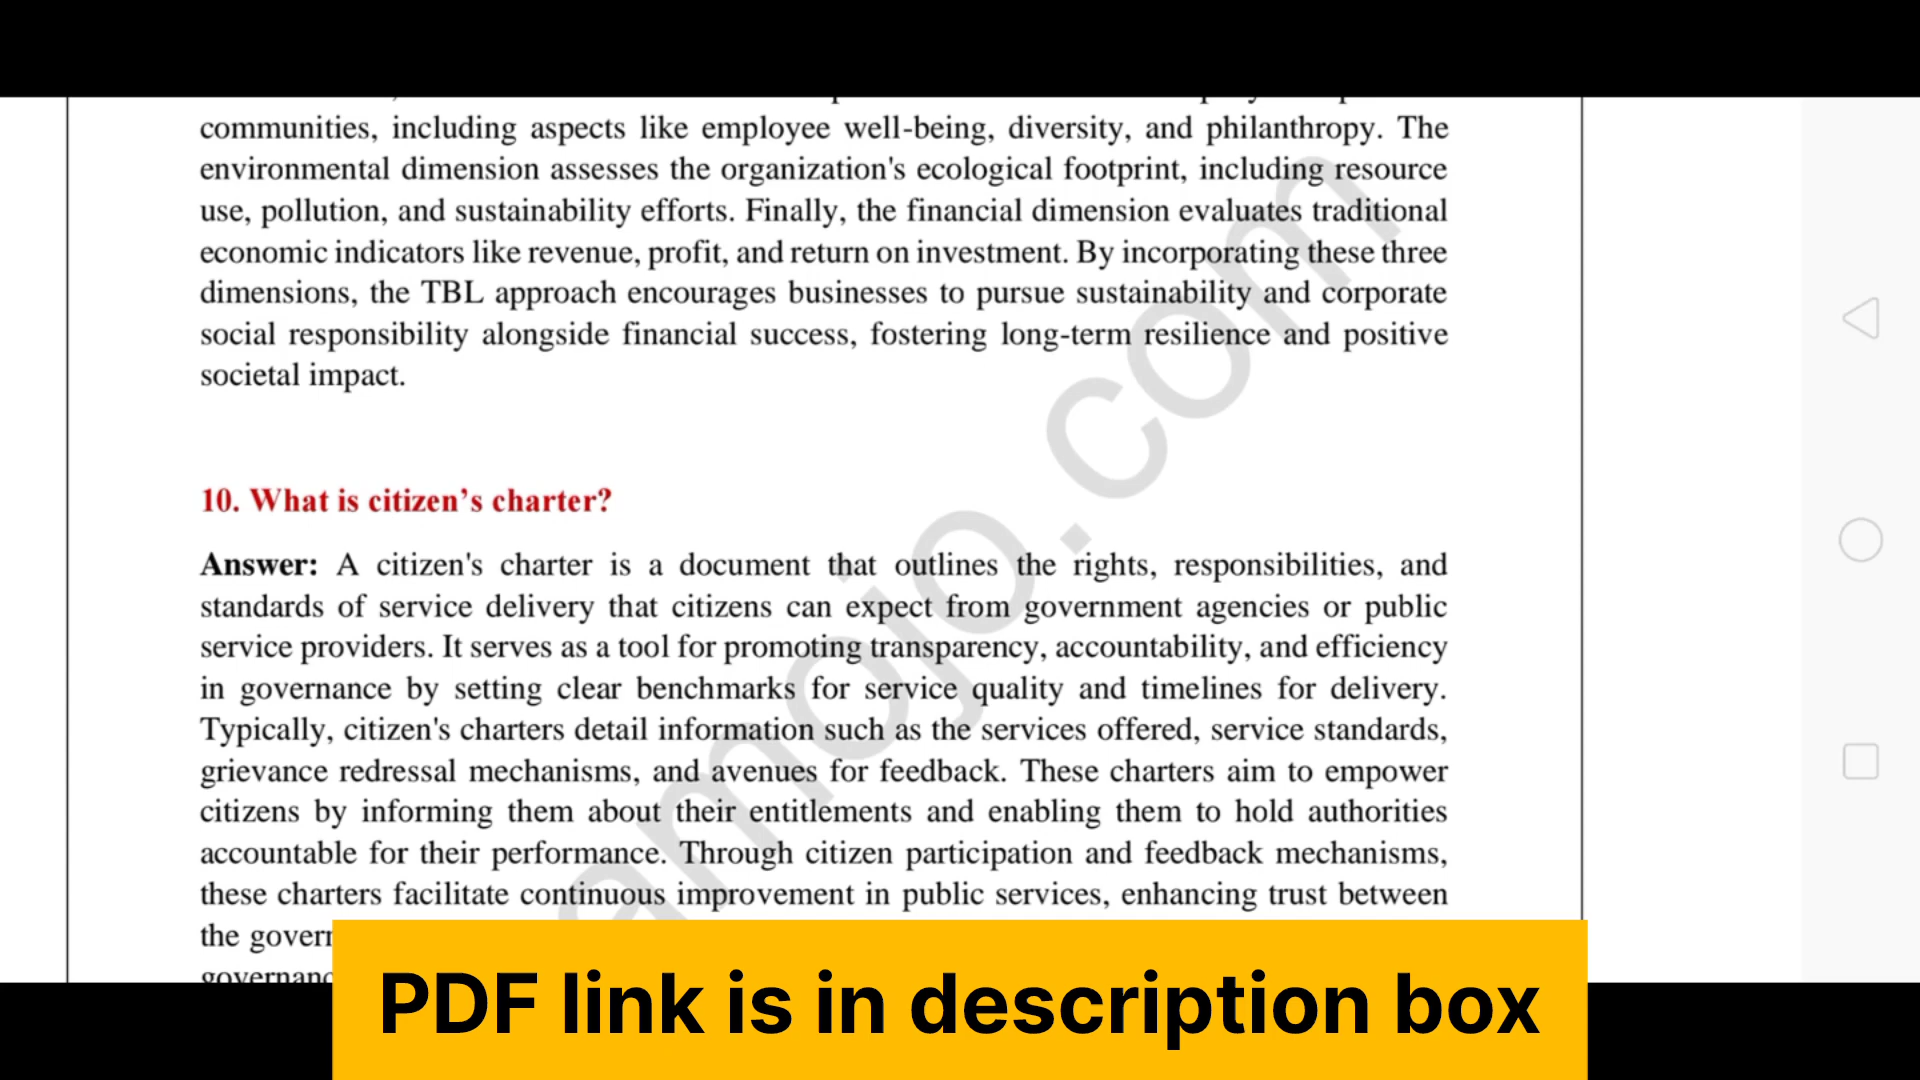 communities, including aspects like employee well-being, diversity, and philanthropy. The
environmental dimension assesses the organization's ecological footprint, including resource
use, pollution, and sustainability efforts. Finally, the financial dimension evaluates traditional
economic indicators like revenue, profit, and return on investment. By incorporating these three
dimensions, the TBL approach encourages businesses to pursue sustainability and corporate
social responsibility alongside financial success, fostering long-term resilience and positive
societal impact.
10. What is citizen’s charter?
Answer: A citizen's charter is a document that outlines the rights, responsibilities, and
standards of service delivery that citizens can expect from government agencies or public
service providers. It serves as a tool for promoting transparency, accountability, and efficiency
in governance by setting clear benchmarks for service quality and timelines for delivery.
Typically, citizen's charters detail information such as the services offered, service standards,
grievance redressal mechanisms, and avenues for feedback. These charters aim to empower
citizens by informing them about their entitlements and enabling them to hold authorities
accountable for their performance. Through citizen participation and feedback mechanisms,
these charters facilitate continuous improvement in public services, enhancing trust between
the
amojo.com
PDF link is in description box